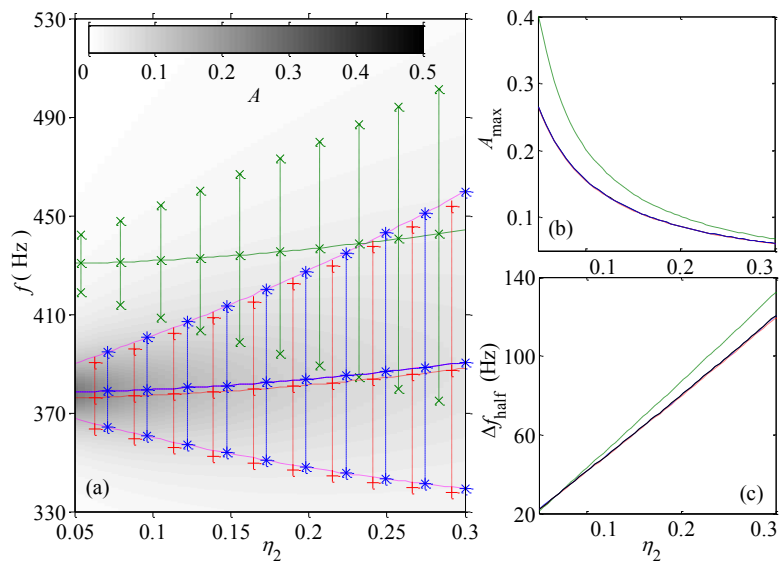 530
490
450
410
370
330
f ( Hz )
0 0.1 0.2 0.3 0.4 0.5
A
(a)
0.05 0.1 0.15 0.2 0.25 0.3
η2
0.4
0.3
0.2
0.1
A max
(b)
0.1 0.2 0.3
140
100
60
20
Δf half (Hz)
(c)
0.1 0.2 0.3
η2